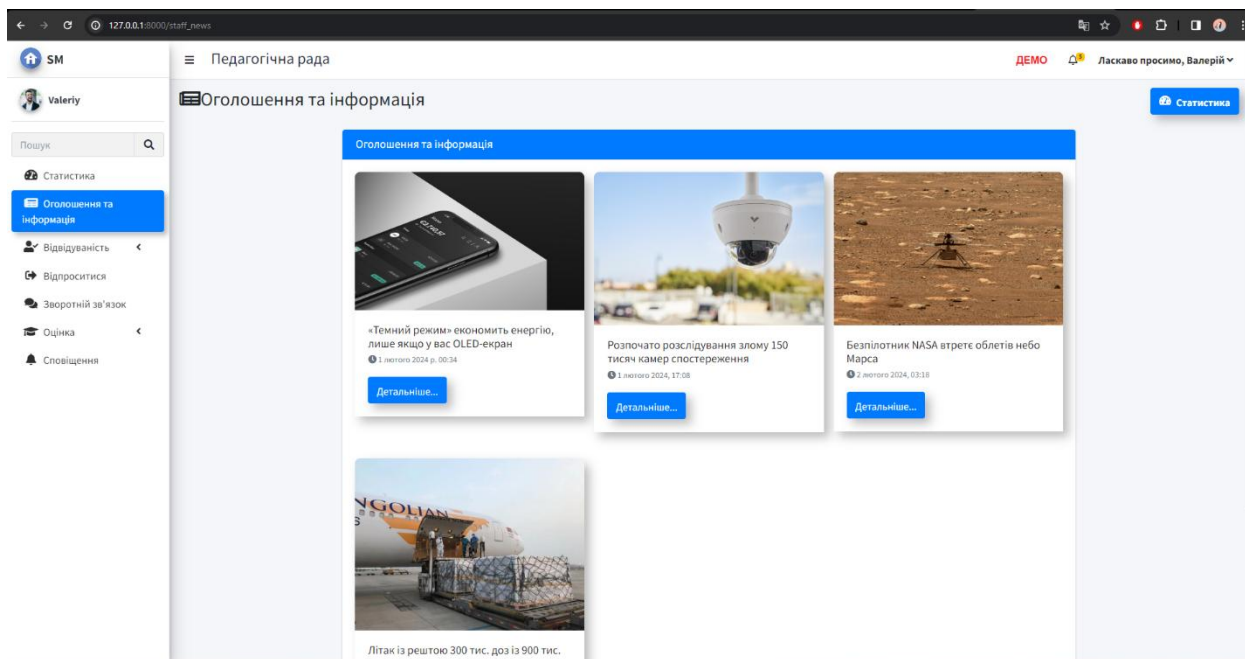 127.0.0.1:8000/staff_news
SM
Педагогічна рада
ДЕМО
Ласкаво просимо, Валерій
Valeriy
Оголошення та інформація
Статистика
Пошук
Статистика
Оголошення та
інформація
Відвідуваність
Відпроситися
Зворотній зв'язок
Оцінка
Сповіщення
Оголошення та інформація
«Темний режим» економить енергію,
лише якщо у вас OLED-екран
1 лютого 2024 р. 00:34
Детальніше...
Розпочато розслідування злому 150
тисяч камер спостереження
1 лютого 2024, 17:08
Детальніше...
Безпілотник NASA втретє облетів небо
Марса
2 лютого 2024, 03:18
Детальніше...
NGOLIAN
Літак із рештою 300 тис. доз із 900 тис.